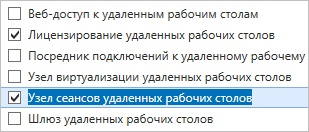 Веб-доступ к удаленным рабочим столам
Лицензирование удаленных рабочих столов
Посредник подключений к удаленному рабочему
Узел виртуализации удаленных рабочих столов
Узел сеансов удаленных рабочих столов
Шлюз удаленных рабочих столов